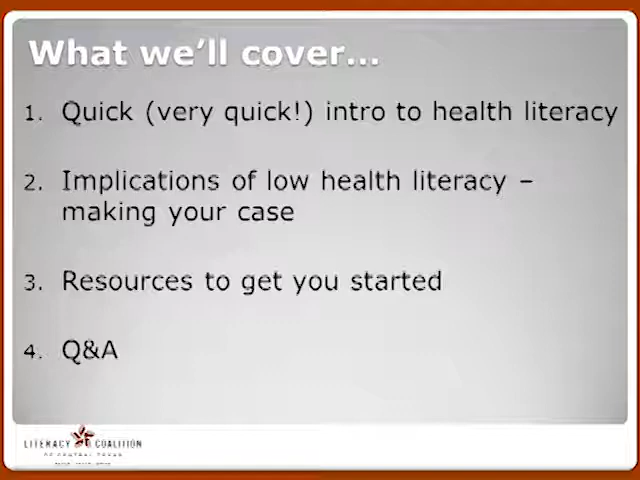 What we'll cover...
1. Quick (very quick!) intro to health literacy
2. Implications of low health literacy –
making your case
3. Resources to get you started
4. Q&A
LITERACY COALITION
OF CENTRAL TEXAS